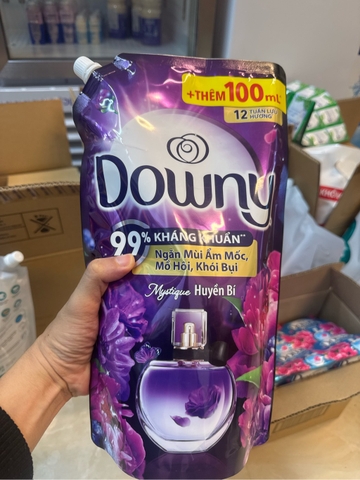 +THÊM 100mL
12 TUẦN LƯU
HƯƠNG
Downy
99% KHÁNG KHUẨN**
Ngăn Mùi Ẩm Mốc,
Mồ Hôi, Khói Bụi
Mystique Huyền Bí